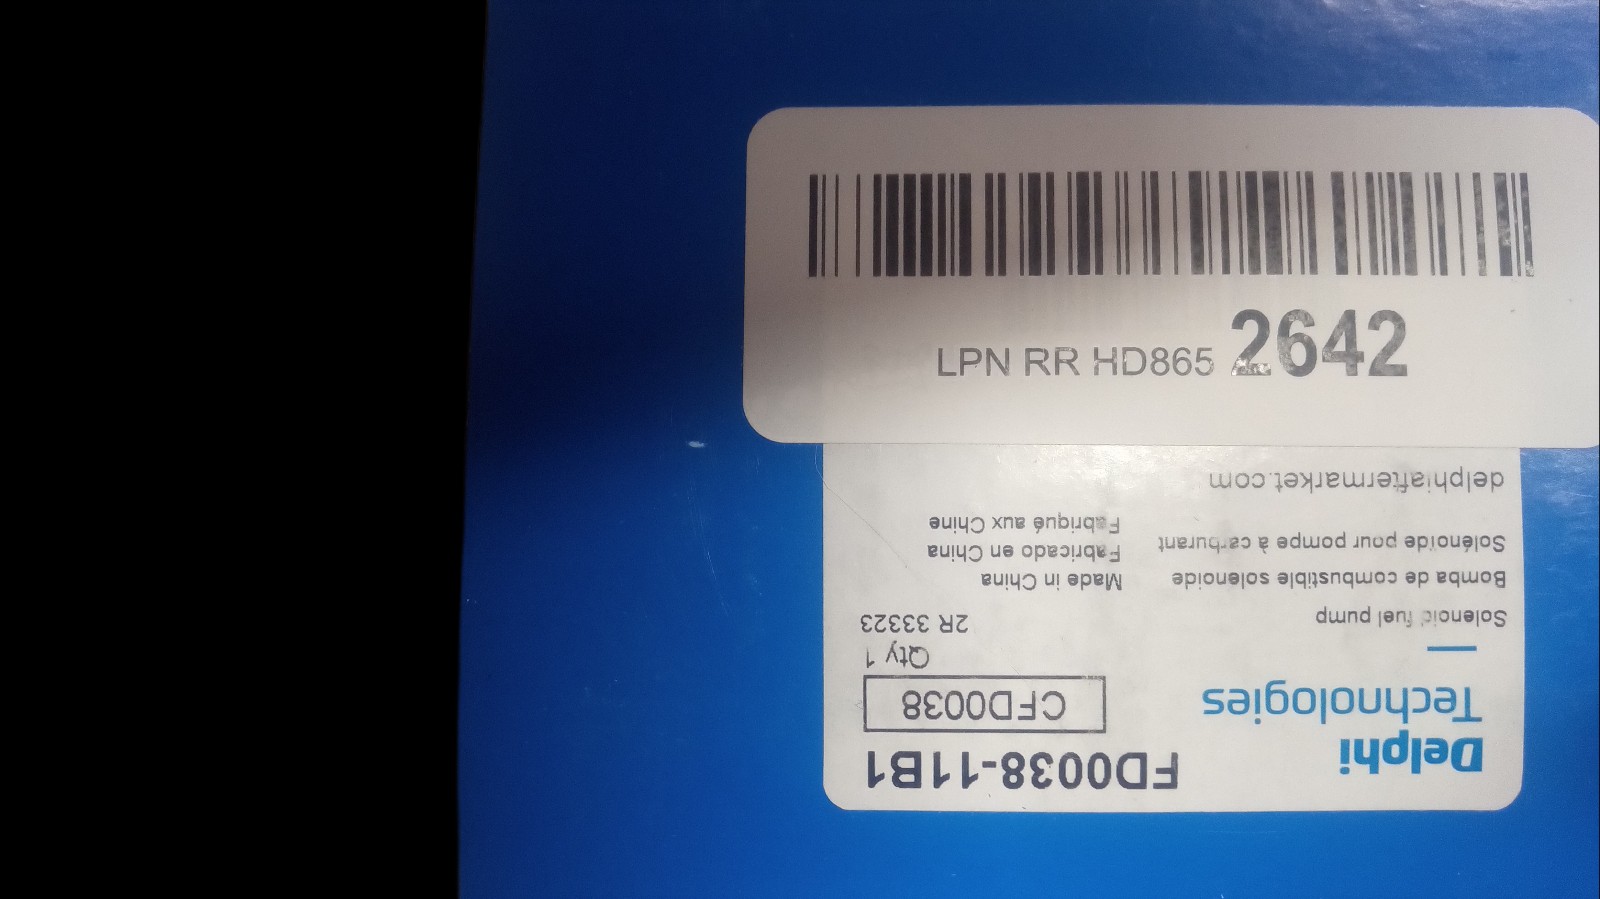 LPN RR HD865 2642
Delphi
Technologies
FD0038-11B1
CFD0038
Qty 1
2R 33323
Solenoid fuel pump
Bomba de combustible solenoide
Solénoïde pour pompe à carburant
Made in China
Fabricado en China
Fabriqué aux Chine
delphiaftermarket.com